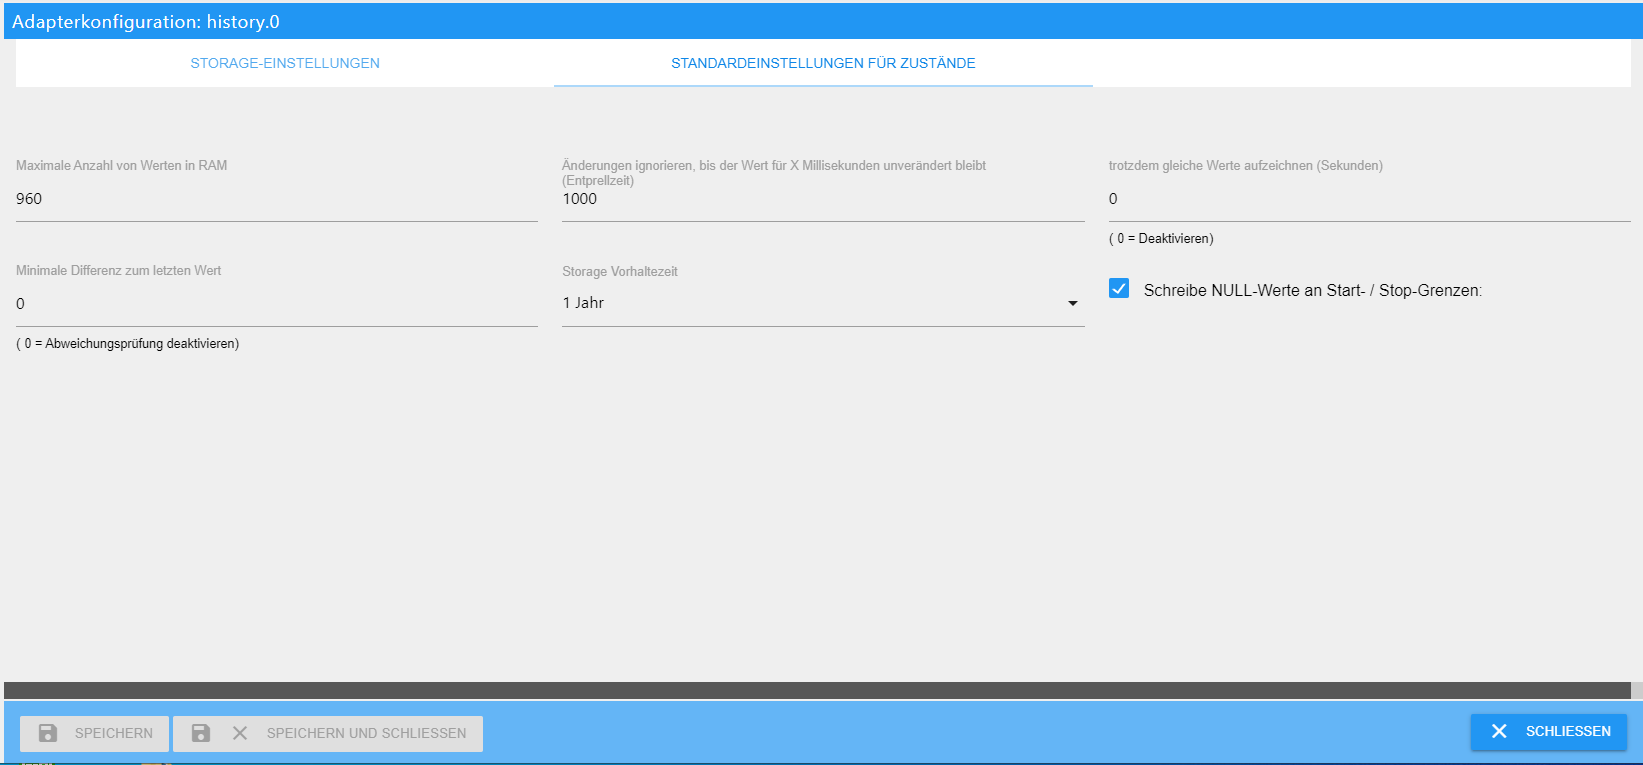 Adapterkonfiguration: history.0
STORAGE-EINSTELLUNGEN
STANDARDEINSTELLUNGEN FÜR ZUSTÄNDE
Maximale Anzahl von Werten in RAM
960
Änderungen ignorieren, bis der Wert für X Millisekunden unverändert bleibt
(Entprellzeit)
1000
trotzdem gleiche Werte aufzeichnen (Sekunden)
0
( 0 = Deaktivieren)
Minimale Differenz zum letzten Wert
0
( 0 = Abweichungsprüfung deaktivieren)
Storage Vorhaltezeit
1 Jahr
Schreibe NULL-Werte an Start- / Stop-Grenzen:
SPEICHERN
SPEICHERN UND SCHLIESSEN
SCHLIESSEN